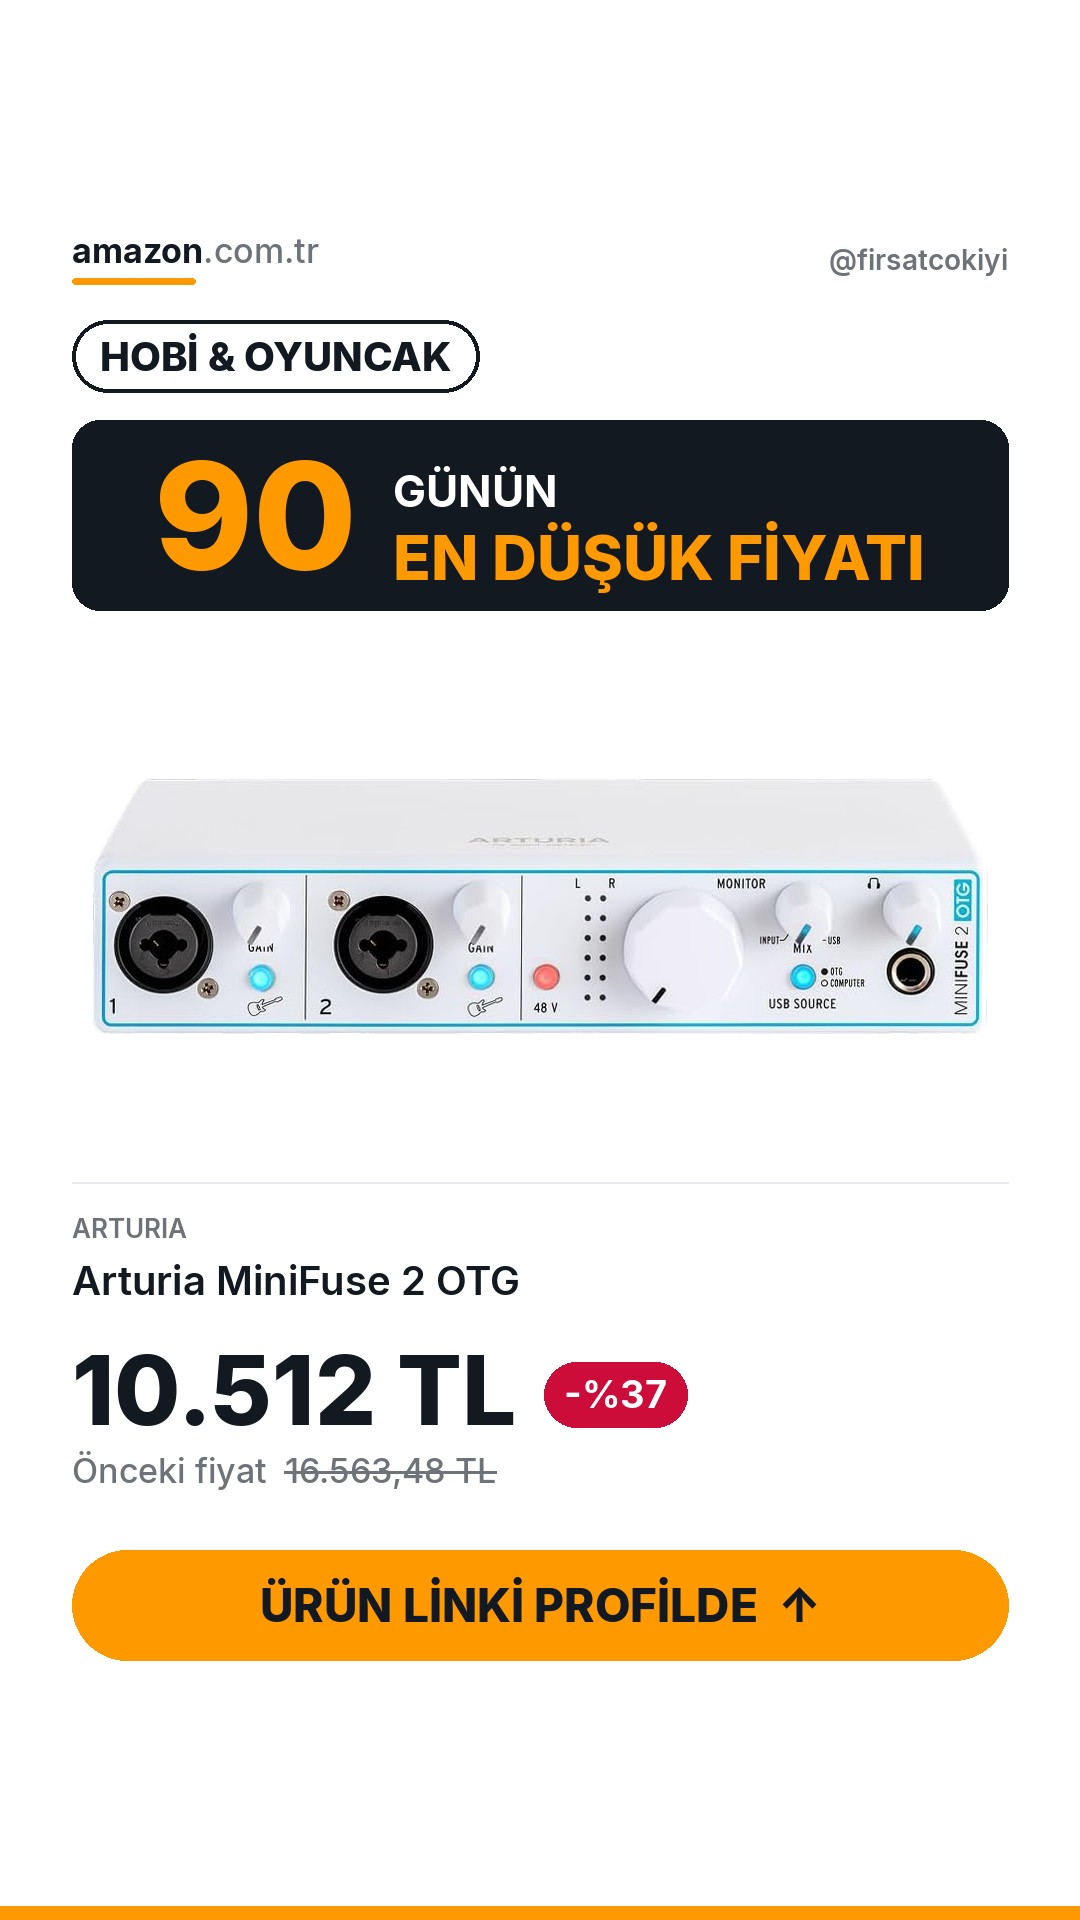 amazon.com.tr
@firsatcokiyi
HOBİ & OYUNCAK
90 GÜNÜN
EN DÜŞÜK FİYATI
ARTURIA
L R
MONITOR
GAIN
GAIN
INPUT
MIX
USB
OTG
COMPUTER
1
2
48 V
USB SOURCE
MINIFUSE 2 OTG
ARTURIA
Arturia MiniFuse 2 OTG
10.512 TL
-%37
Önceki fiyat 16.563,48 TL
ÜRÜN LİNKİ PROFİLDE ↑